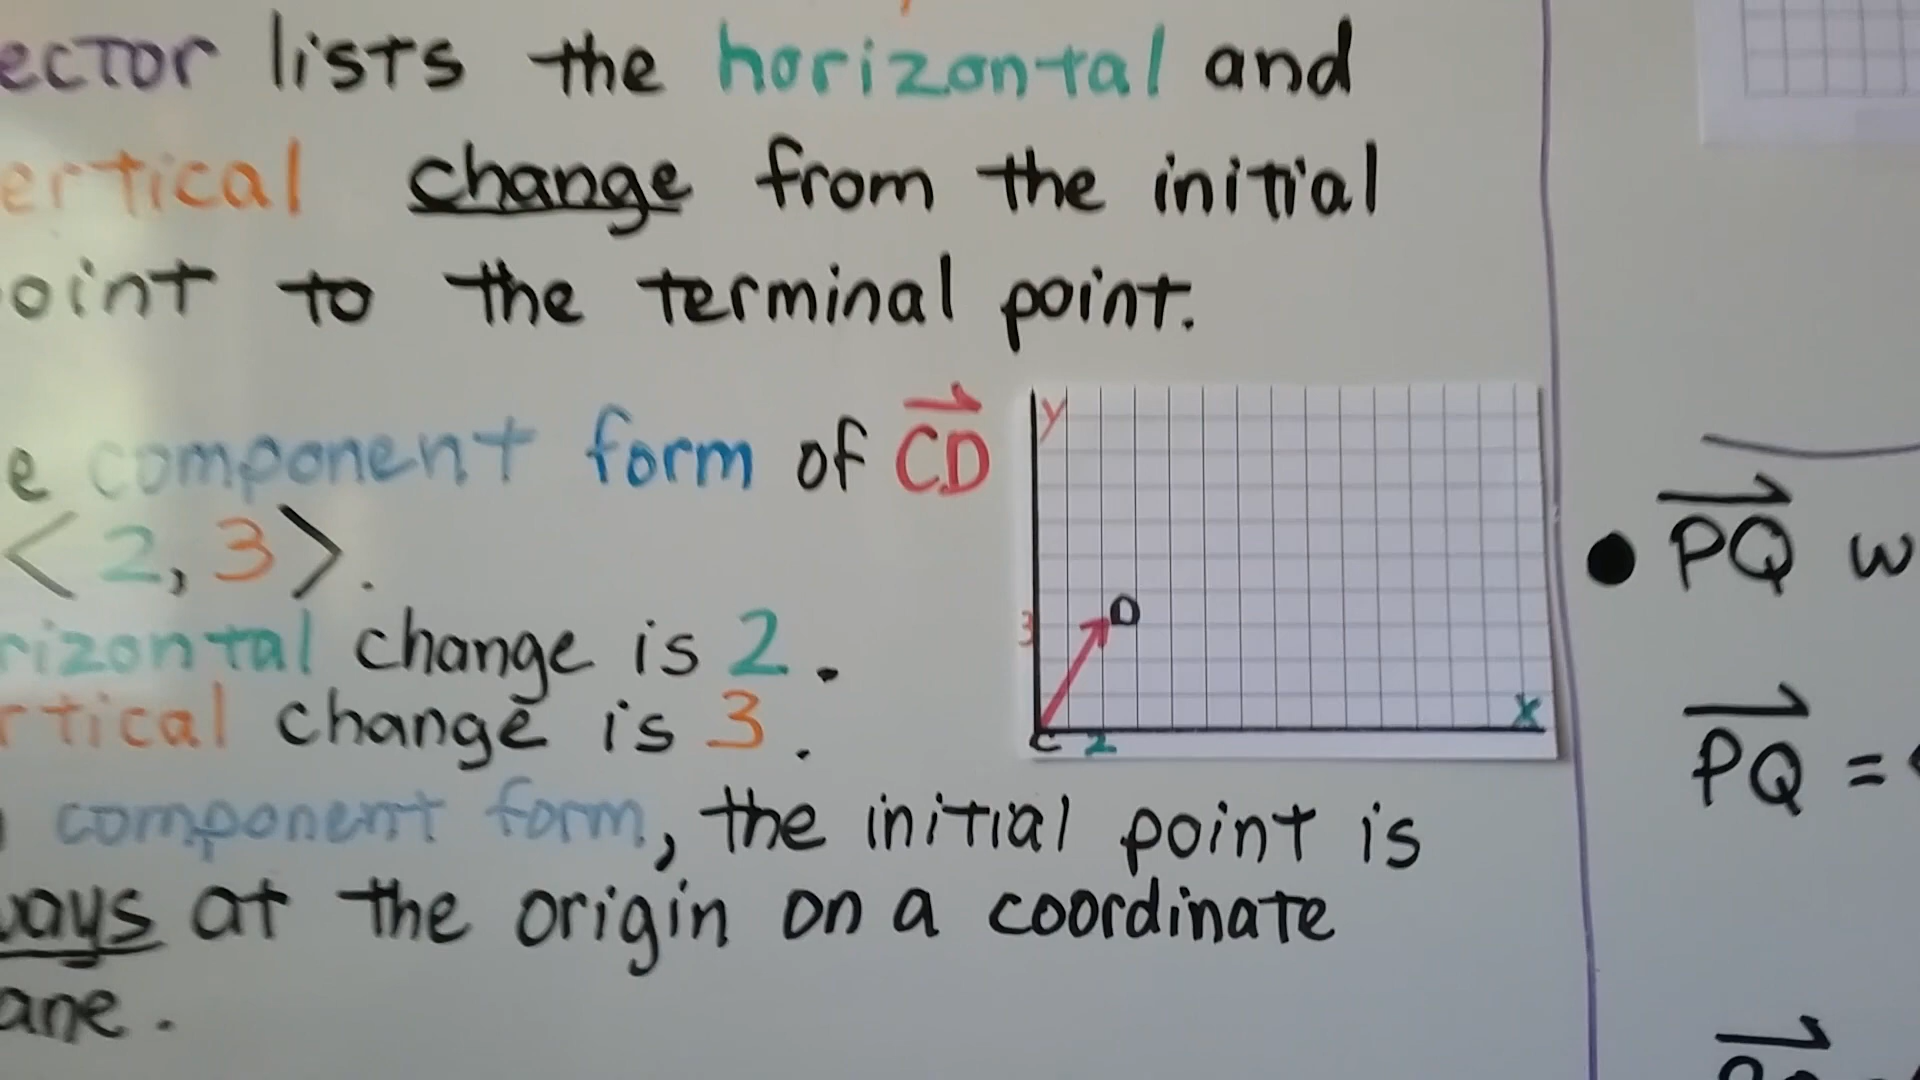 ector lists the horizontal and
ertical change from the initial
oint to the terminal point.
e component form of CD
<2, 3>.
rizontal change is 2.
rtical change is 3.
component form, the initial point is
ways at the origin on a coordinate
ane.
y
D
3
x
C 2
PQ w
PQ =